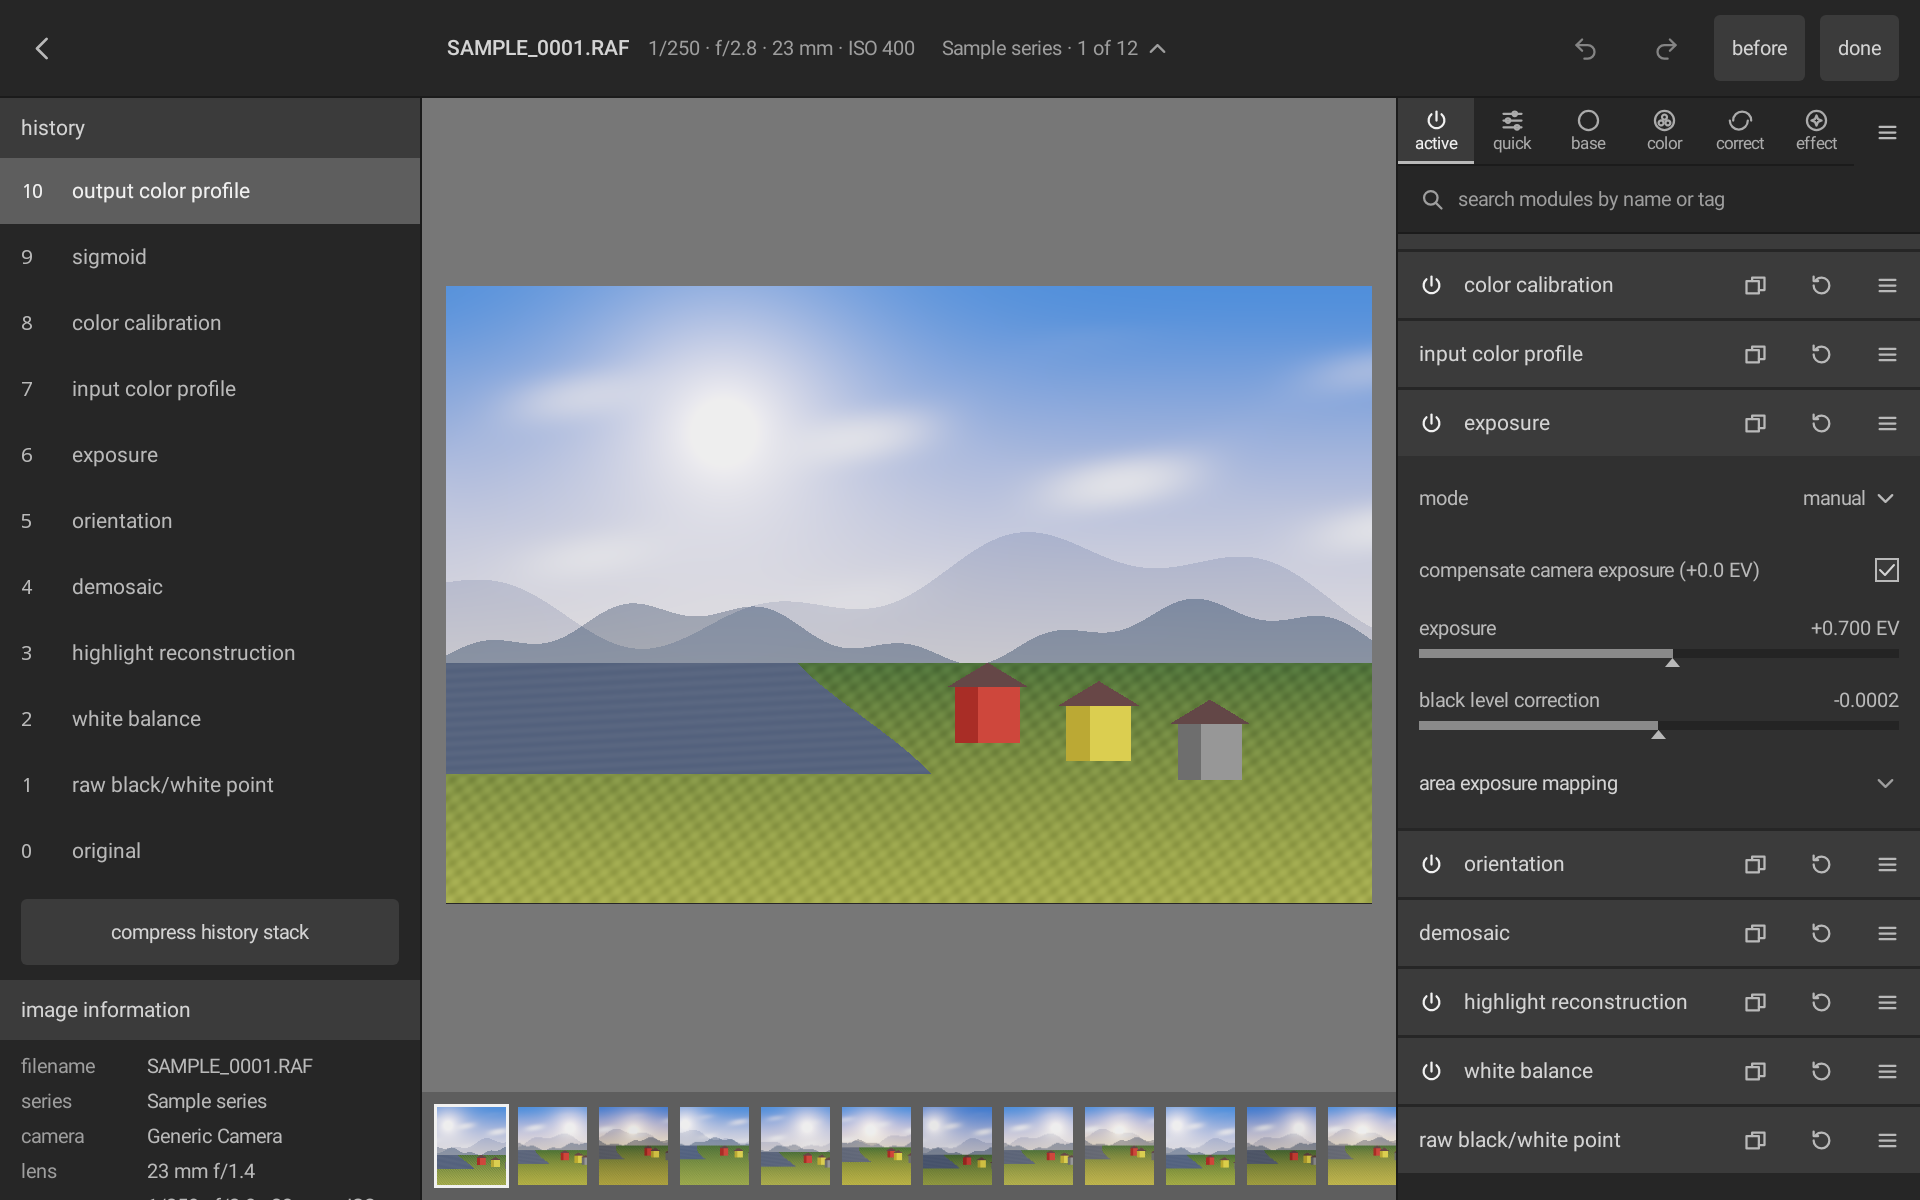 SAMPLE_0001.RAF 1/250 · f/2.8 · 23 mm · ISO 400 Sample series · 1 of 12
before
done
history
10 output color profile
9 sigmoid
8 color calibration
7 input color profile
6 exposure
5 orientation
4 demosaic
3 highlight reconstruction
2 white balance
1 raw black/white point
0 original
compress history stack
image information
filename SAMPLE_0001.RAF
series Sample series
camera Generic Camera
lens 23 mm f/1.4
active
quick
base
color
correct
effect
search modules by name or tag
color calibration
input color profile
exposure
mode manual
compensate camera exposure (+0.0 EV)
exposure +0.700 EV
black level correction -0.0002
area exposure mapping
orientation
demosaic
highlight reconstruction
white balance
raw black/white point